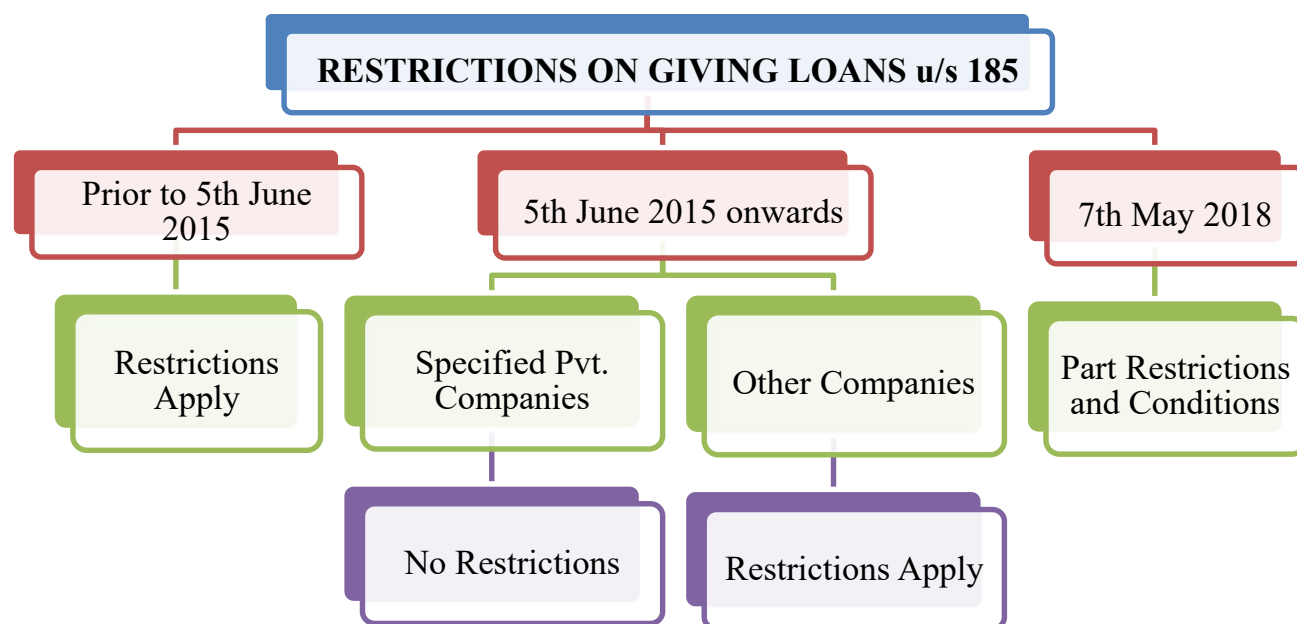 RESTRICTIONS ON GIVING LOANS u/s 185
Prior to 5th June
2015
5th June 2015 onwards
7th May 2018
Restrictions
Apply
Specified Pvt.
Companies
Other Companies
Part Restrictions
and Conditions
No Restrictions
Restrictions Apply